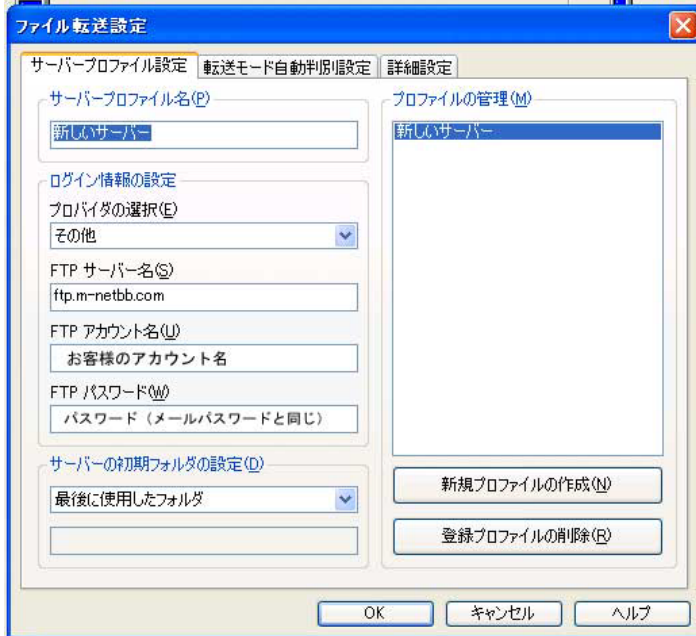 ファイル転送設定
サーバープロファイル設定
転送モード自動判別設定
詳細設定
サーバープロファイル名(P)
新しいサーバー
ログイン情報の設定
プロバイダの選択(E)
その他
FTP サーバー名(S)
ftp.m-netbb.com
FTP アカウント名(U)
お客様のアカウント名
FTP パスワード(W)
パスワード（メールパスワードと同じ）
サーバーの初期フォルダの設定(D)
最後に使用したフォルダ
プロファイルの管理(M)
新しいサーバー
新規プロファイルの作成(N)
登録プロファイルの削除(R)
OK
キャンセル
ヘルプ